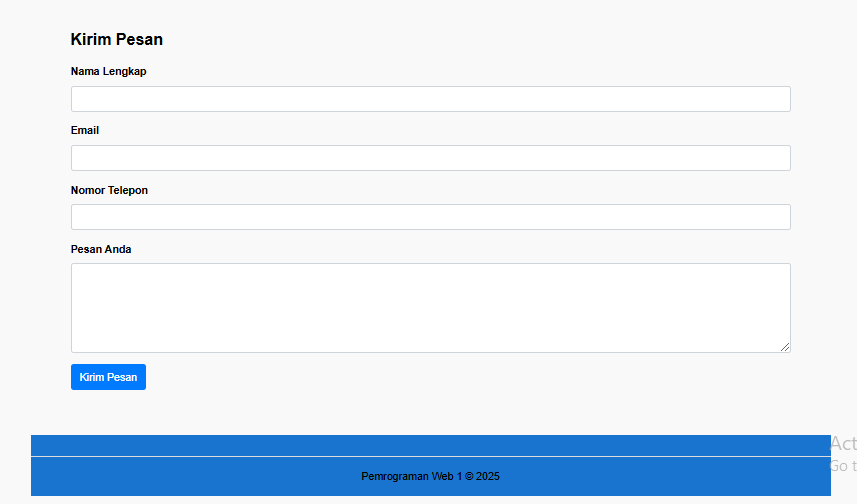 Kirim Pesan
Nama Lengkap
Email
Nomor Telepon
Pesan Anda
Kirim Pesan
Pemrograman Web 1 © 2025
Act
Go t